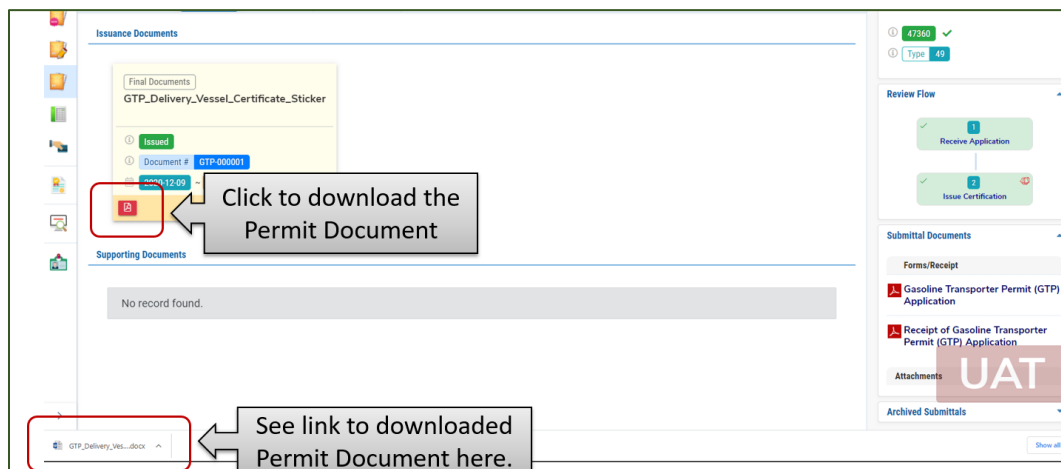 Issuance Documents
Final Documents
GTP_Delivery_Vessel_Certificate_Sticker
Issued
Document # GTP-000001
2020-12-09 ~
Click to download the
Permit Document
Supporting Documents
No record found.
GTP_Delivery_Ves....docx
See link to downloaded
Permit Document here.
47360
Type 49
Review Flow
1
Receive Application
2
Issue Certification
Submittal Documents
Forms/Receipt
Gasoline Transporter Permit (GTP)
Application
Receipt of Gasoline Transporter
Permit (GTP) Application
Attachments
UAT
Archived Submittals
Show all